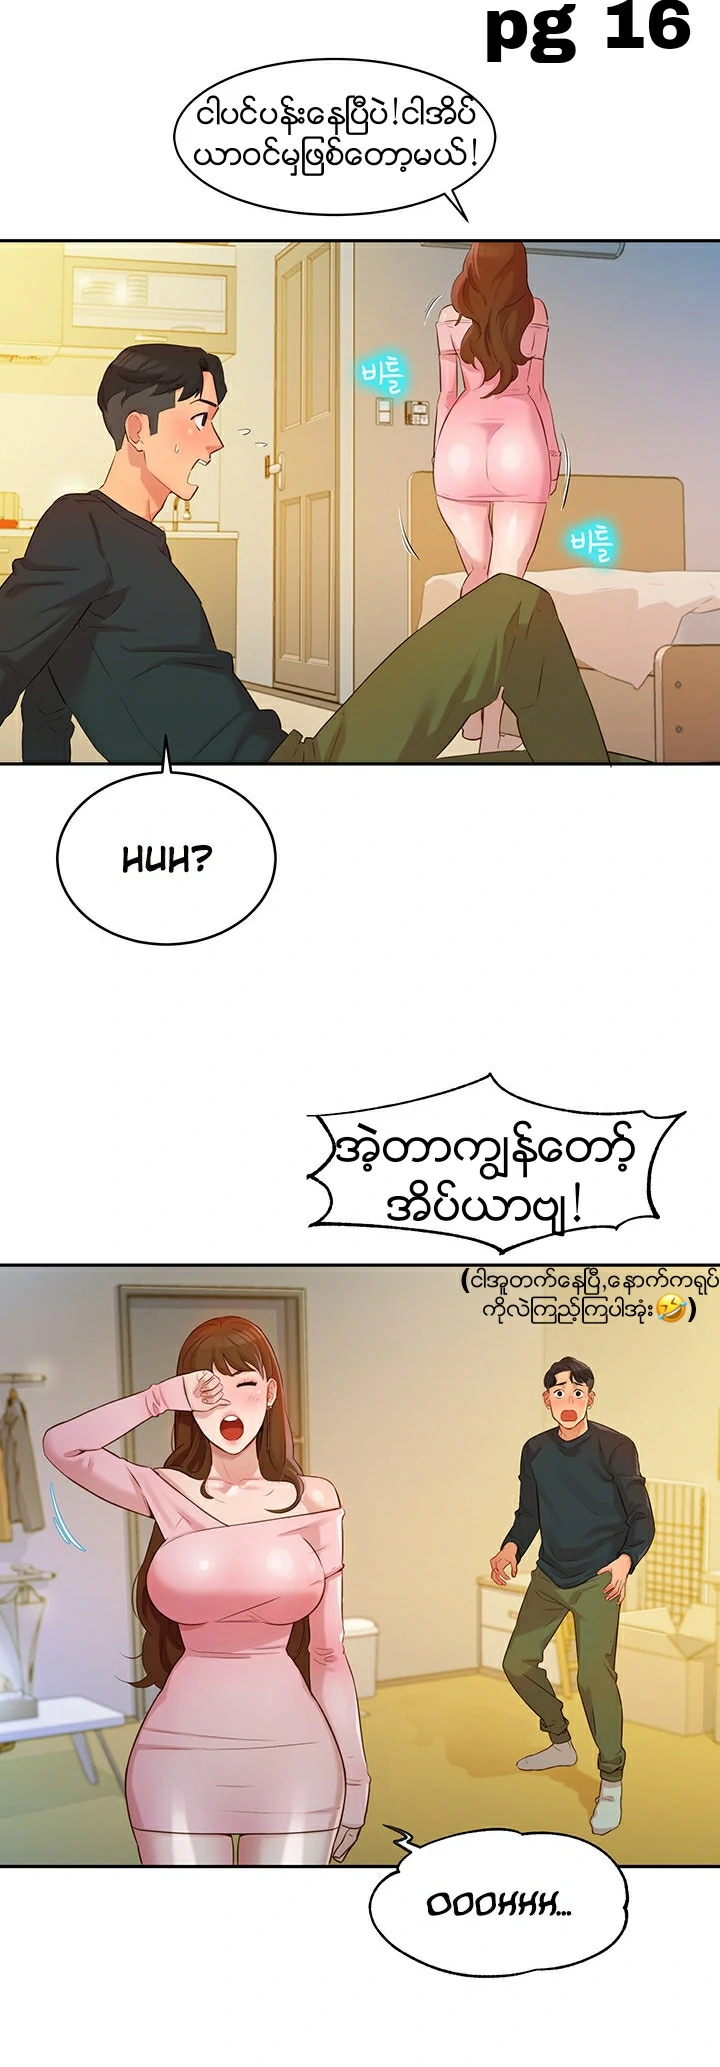 pg 16
ငါပင်ပန်းနေပြီပဲ!ငါအိပ်
ယာဝင်မှဖြစ်တော့မယ်!
비틀
비틀
HUH?
အဲ့တာကျွန်တော့်
အိပ်ယာဗျ!
(ငါအူတက်နေပြီ,နောက်ကရုပ်
ကိုလဲကြည့်ကြပါအုံး🤣)
OOOHHH...